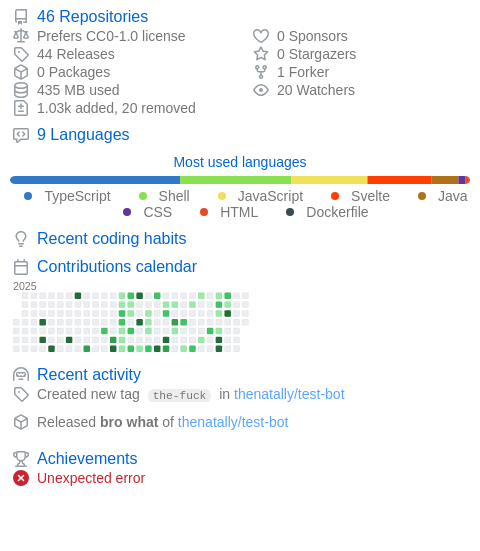 46 Repositories
Prefers CC0-1.0 license
0 Sponsors
44 Releases
0 Stargazers
0 Packages
1 Forker
435 MB used
20 Watchers
1.03k added, 20 removed
9 Languages
Most used languages
TypeScript Shell JavaScript Svelte Java
CSS HTML Dockerfile
Recent coding habits
Contributions calendar
2025
Recent activity
Created new tag the-fuck in thenatally/test-bot
Released bro what of thenatally/test-bot
Achievements
Unexpected error